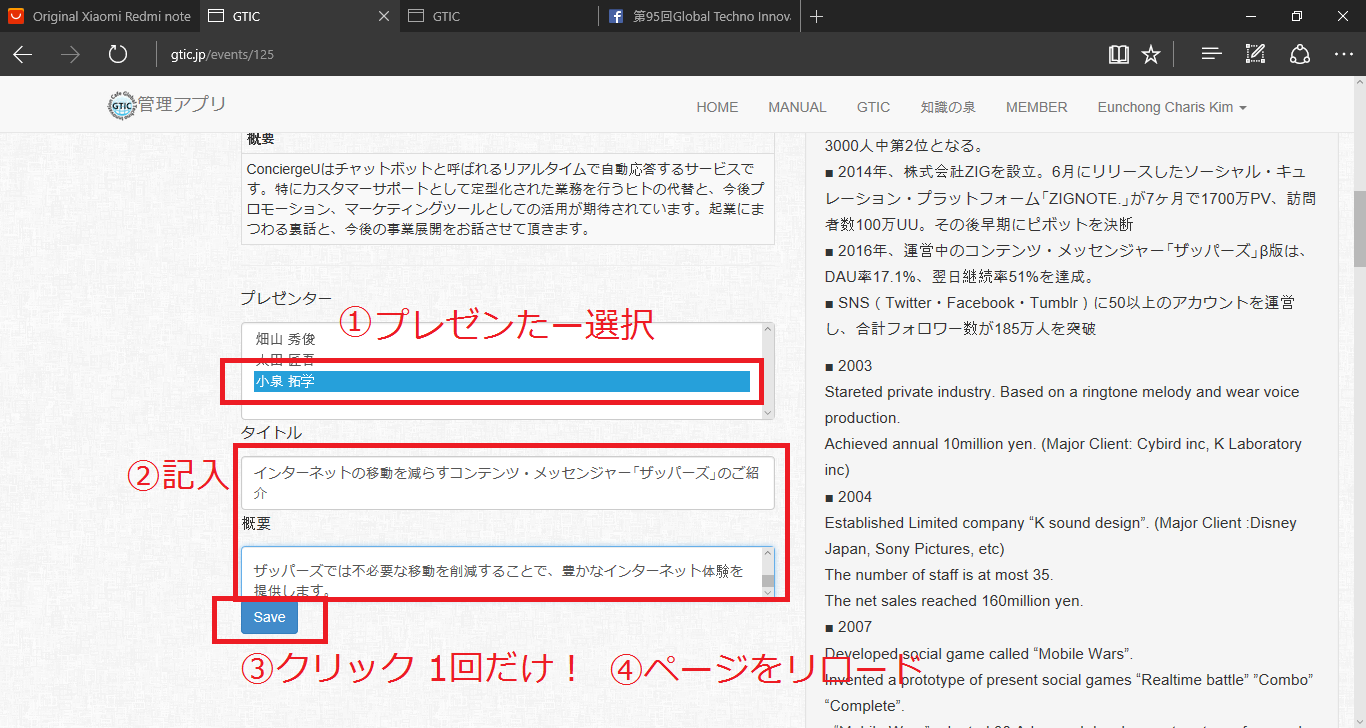 Original Xiaomi Redmi note
GTIC
GTIC
第95回Global Techno Innov
gtic.jp/events/125
GTIC
管理アプリ
HOME
MANUAL
GTIC
知識の泉
MEMBER
Eunchong Charis Kim
概要
ConciergeUはチャットボットと呼ばれるリアルタイムで自動応答するサービスで
す。特にカスタマーサポートとして定型化された業務を行うヒトの代替と、今後プ
ロモーション、マーケティングツールとしての活用が期待されています。起業にま
つわる裏話と、今後の事業展開をお話させて頂きます。
プレゼンター
①プレゼンたー選択
畑山 秀俊
太田 匠吾
小泉 拓学
タイトル
②記入
インターネットの移動を減らすコンテンツ・メッセンジャー｢ザッパーズ｣のご紹
介
概要
ザッパーズでは不必要な移動を削減することで、豊かなインターネット体験を
提供します。
Save
③クリック 1回だけ！
④ページをリロード
3000人中第2位となる。
■ 2014年、株式会社ZIGを設立。6月にリリースしたソーシャル・キュ
レーション・プラットフォーム｢ZIGNOTE.｣が7ヶ月で1700万PV、訪問
者数100万UU。その後早期にピボットを決断
■ 2016年、運営中のコンテンツ・メッセンジャー｢ザッパーズ｣β版は、
DAU率17.1%、翌日継続率51%を達成。
■ SNS（Twitter・Facebook・Tumblr）に50以上のアカウントを運営
し、合計フォロワー数が185万人を突破
■ 2003
Stareted private industry. Based on a ringtone melody and wear voice
production.
Achieved annual 10million yen. (Major Client: Cybird inc, K Laboratory
inc)
■ 2004
Established Limited company “K sound design”. (Major Client :Disney
Japan, Sony Pictures, etc)
The number of staff is at most 35.
The net sales reached 160million yen.
■ 2007
Developed social game called “Mobile Wars”.
Invented a prototype of present social games “Realtime battle” ”Combo”
“Complete”.